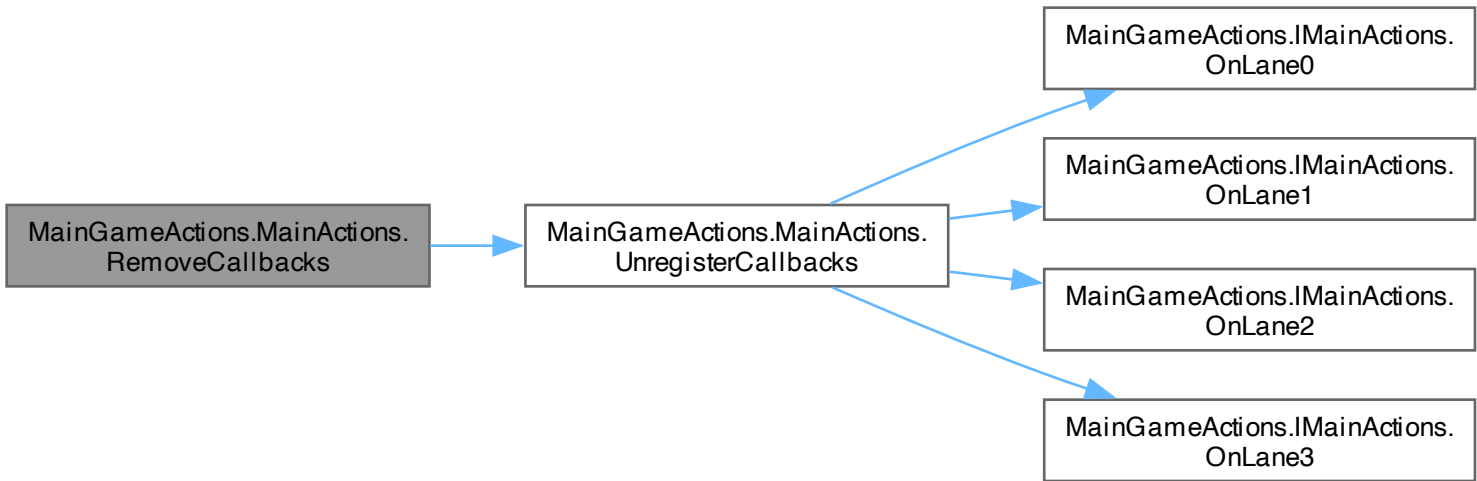 MainGameActions.MainActions.
RemoveCallbacks
MainGameActions.MainActions.
UnregisterCallbacks
MainGameActions.IMainActions.
OnLane0
MainGameActions.IMainActions.
OnLane1
MainGameActions.IMainActions.
OnLane2
MainGameActions.IMainActions.
OnLane3